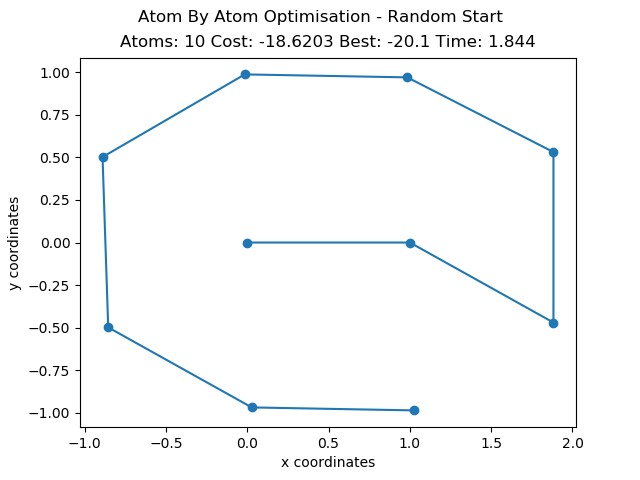 Atom By Atom Optimisation - Random Start
Atoms: 10 Cost: -18.6203 Best: -20.1 Time: 1.844
1.00
0.75
0.50
0.25
0.00
−0.25
−0.50
−0.75
−1.00
y coordinates
−1.0 −0.5 0.0 0.5 1.0 1.5 2.0
x coordinates